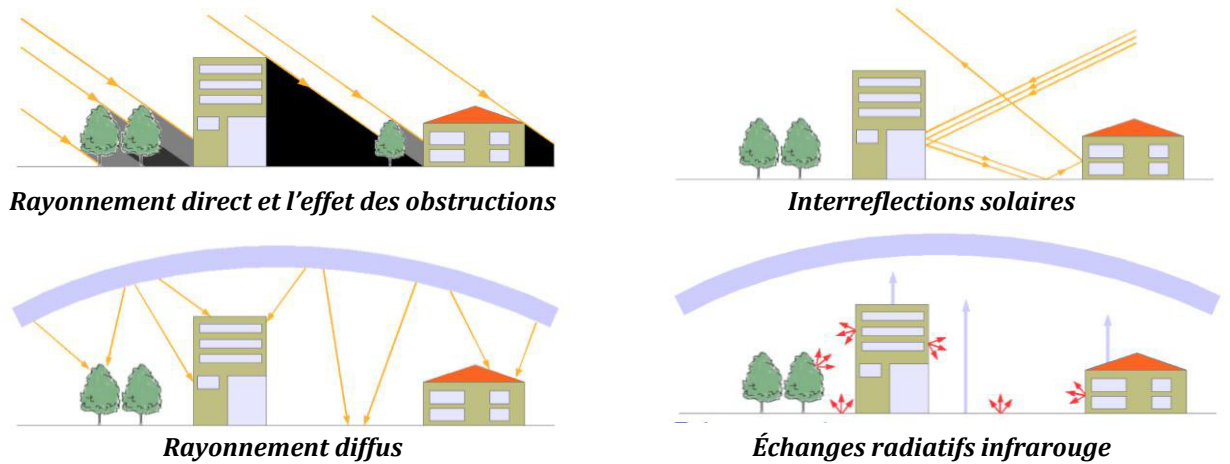 Rayonnement direct et l'effet des obstructions
Interreflections solaires
Rayonnement diffus
Échanges radiatifs infrarouge